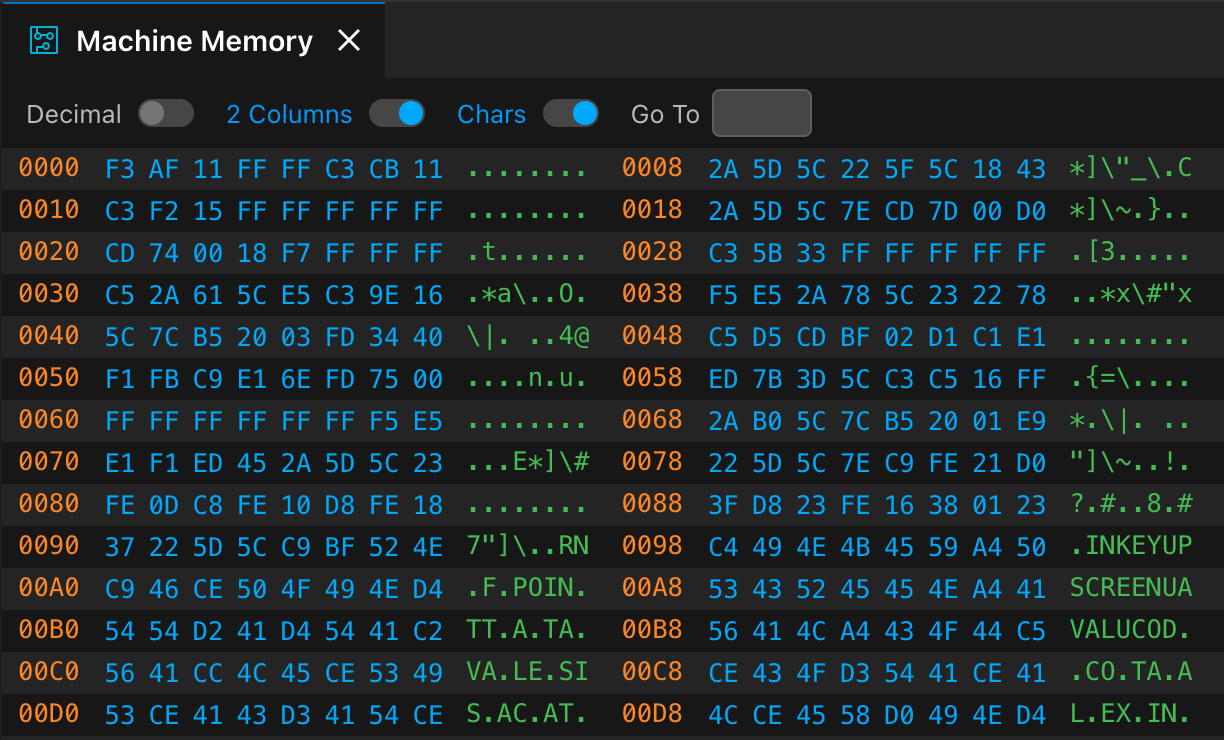 Machine Memory
Decimal 2 Columns Chars Go To
0000 F3 AF 11 FF FF C3 CB 11 ........ 0008 2A 5D 5C 22 5F 5C 18 43 *]\"_\.C
0010 C3 F2 15 FF FF FF FF FF ........ 0018 2A 5D 5C 7E CD 7D 00 D0 *]\~.}..
0020 CD 74 00 18 F7 FF FF FF .t...... 0028 C3 5B 33 FF FF FF FF FF .[3.....
0030 C5 2A 61 5C E5 C3 9E 16 .*a\..O. 0038 F5 E5 2A 78 5C 23 22 78 ..*x\#"x
0040 5C 7C B5 20 03 FD 34 40 \|. ..4@ 0048 C5 D5 CD BF 02 D1 C1 E1 ........
0050 F1 FB C9 E1 6E FD 75 00 ....n.u. 0058 ED 7B 3D 5C C3 C5 16 FF .{=\....
0060 FF FF FF FF FF FF F5 E5 ........ 0068 2A B0 5C 7C B5 20 01 E9 *.\|. ..
0070 E1 F1 ED 45 2A 5D 5C 23 ...E*]\# 0078 22 5D 5C 7E C9 FE 21 D0 "]\~..!.
0080 FE 0D C8 FE 10 D8 FE 18 ........ 0088 3F D8 23 FE 16 38 01 23 ?.#..8.#
0090 37 22 5D 5C C9 BF 52 4E 7"]\..RN 0098 C4 49 4E 4B 45 59 A4 50 .INKEYUP
00A0 C9 46 CE 50 4F 49 4E D4 .F.POIN. 00A8 53 43 52 45 45 4E A4 41 SCREENUA
00B0 54 54 D2 41 D4 54 41 C2 TT.A.TA. 00B8 56 41 4C A4 43 4F 44 C5 VALUCOD.
00C0 56 41 CC 4C 45 CE 53 49 VA.LE.SI 00C8 CE 43 4F D3 54 41 CE 41 .CO.TA.A
00D0 53 CE 41 43 D3 41 54 CE S.AC.AT. 00D8 4C CE 45 58 D0 49 4E D4 L.EX.IN.